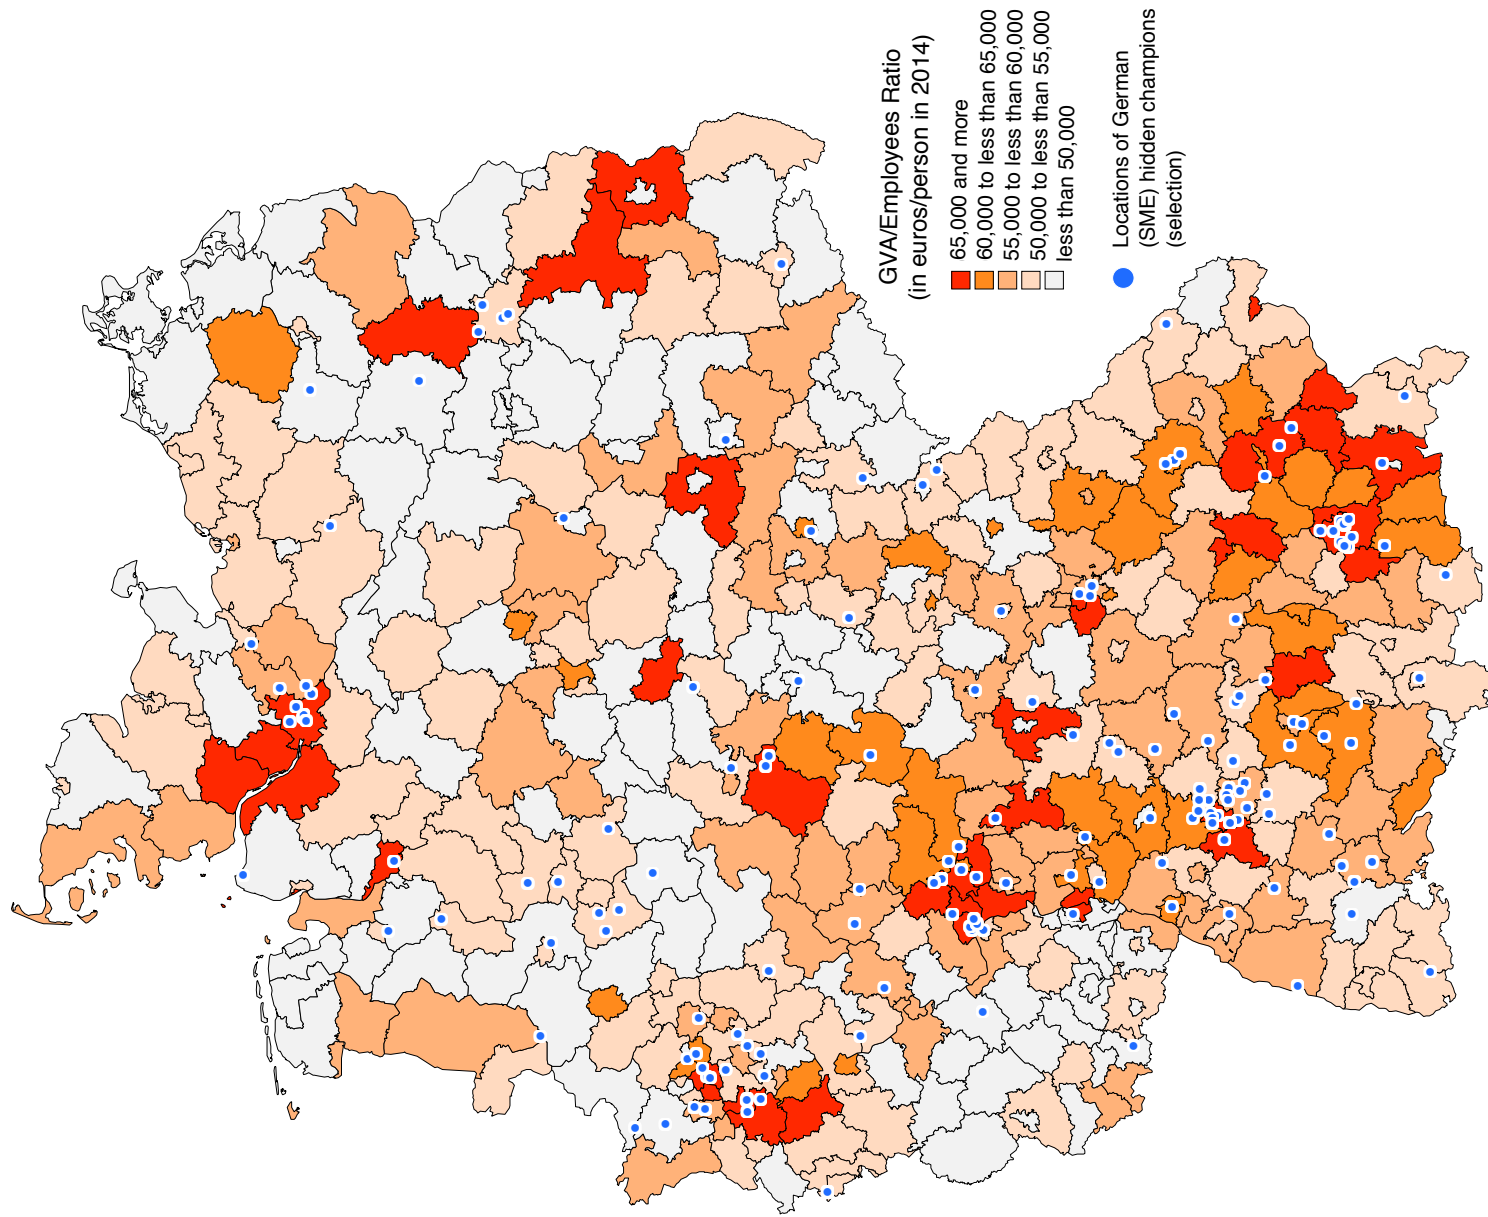 GVA/Employees Ratio
(in euros/person in 2014)
65,000 and more
60,000 to less than 65,000
55,000 to less than 60,000
50,000 to less than 55,000
less than 50,000
Locations of German
(SME) hidden champions
(selection)